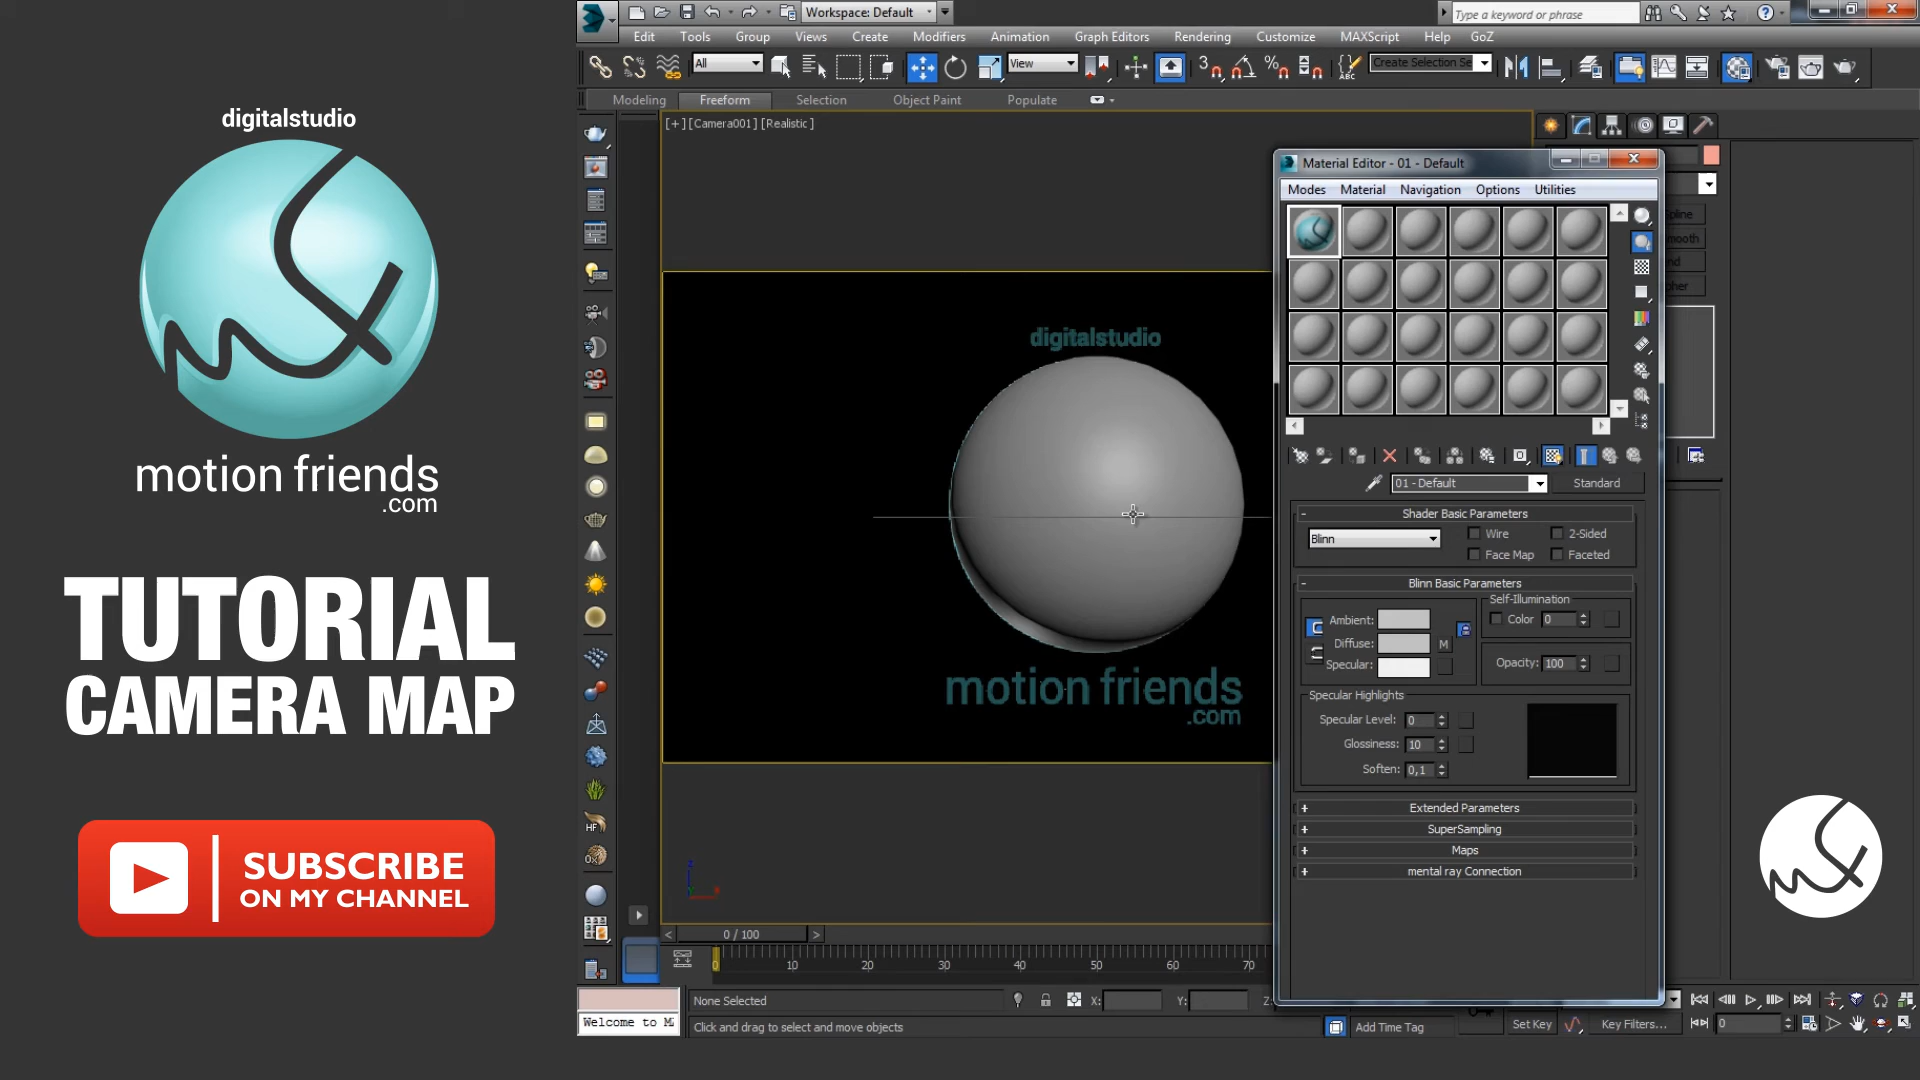 digitalstudio
motion friends
.com
TUTORIAL
CAMERA MAP
SUBSCRIBE
ON MY CHANNEL
Workspace: Default
Type a keyword or phrase
Edit Tools Group Views Create Modifiers Animation Graph Editors Rendering Customize MAXScript Help GoZ
All
View
3
ABC
Create Selection Se
Modeling Freeform Selection Object Paint Populate
[+] [Camera001] [Realistic ]
digitalstudio
motion friends
.com
Material Editor - 01 - Default
Modes Material Navigation Options Utilities
01 - Default
Standard
Shader Basic Parameters
Blinn
Wire
2-Sided
Face Map
Faceted
Blinn Basic Parameters
Self-Illumination
Ambient:
Color 0
Diffuse:
M
Specular:
Opacity: 100
Specular Highlights
Specular Level: 0
Glossiness: 10
Soften: 0,1
Extended Parameters
SuperSampling
Maps
mental ray Connection
HF
0 / 100
0 10 20 30 40 50 60 70
None Selected
X:
Y:
Welcome to M
Click and drag to select and move objects
Add Time Tag
Set Key
Key Filters...
0